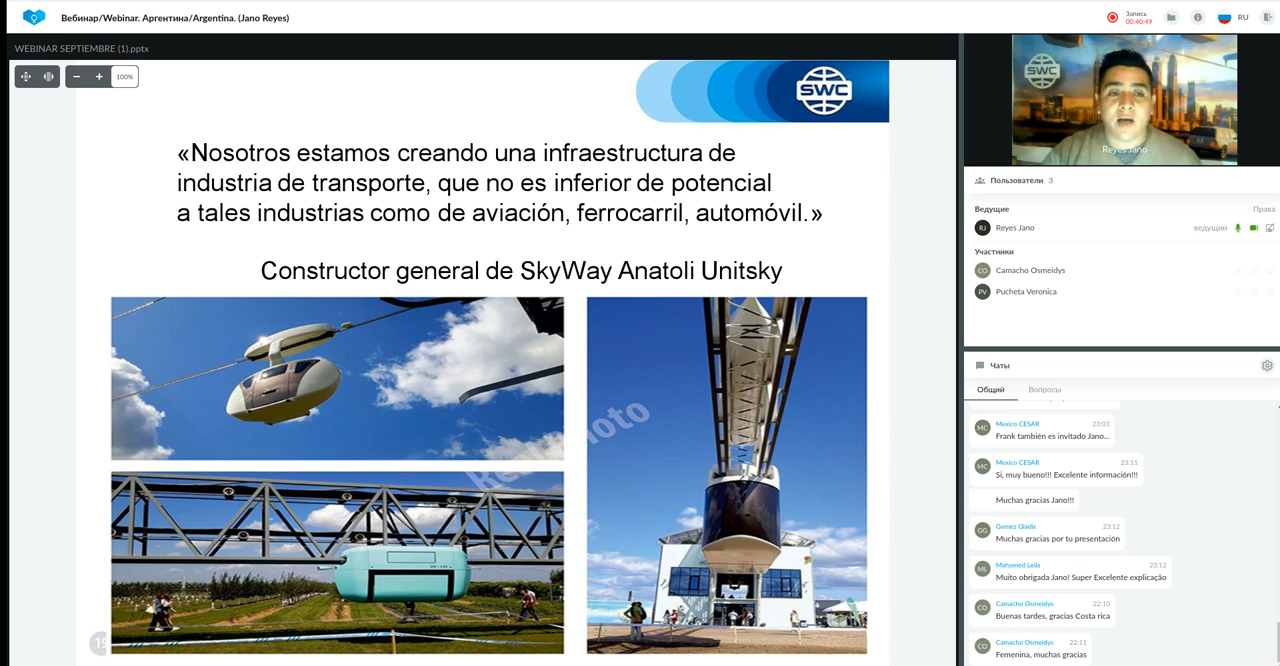 Вебинар/Webinar. Аргентина/Argentina. (Jano Reyes)
Запись
00:40:49
RU
WEBINAR SEPTIEMBRE (1).pptx
100%
SWC
«Nosotros estamos creando una infraestructura de
industria de transporte, que no es inferior de potencial
a tales industrias como de aviación, ferrocarril, automóvil.»
Constructor general de SkyWay Anatoli Unitsky
SWC
Reyes Jano
Пользователи 3
Ведущие
Права
RJ
Reyes Jano
ведущий
Участники
CO
Camacho Osmeidys
PV
Pucheta Veronica
Чаты
Общий
Вопросы
MC
Mexico CESAR
23:03
Frank también es invitado Jano...
MC
Mexico CESAR
23:11
Si, muy bueno!!! Excelente información!!!
Muchas gracias Jano!!!
GG
Gomez Gladis
23:12
Muchas gracias por tu presentación
ML
Mahomed Leila
23:12
Muito obrigada Jano! Super Excelente explicação
CO
Camacho Osmeidys
22:10
Buenas tardes, gracias Costa rica
CO
Camacho Osmeidys
22:11
Femenina, muchas gracias